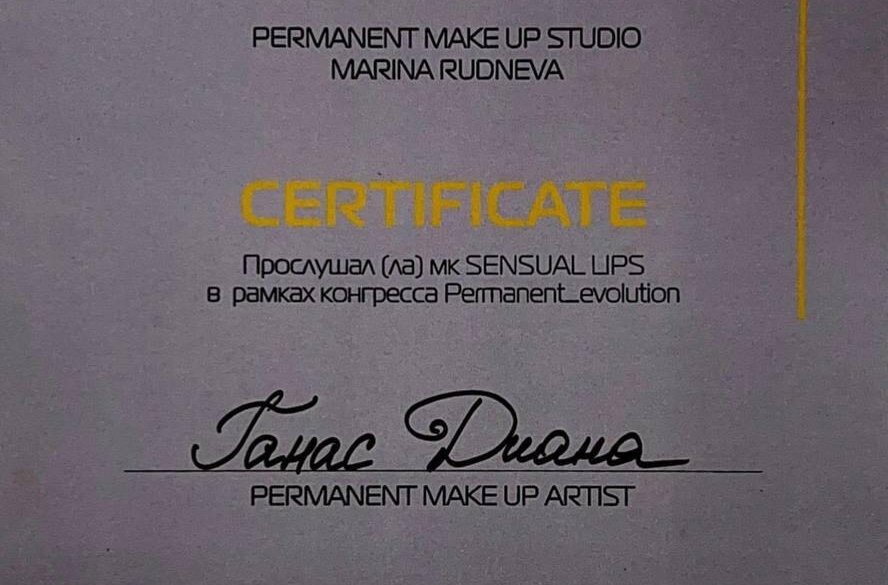 PERMANENT MAKE UP STUDIO
MARINA RUDNEVA
CERTIFICATE
Прослушал (ла) мк SENSUAL LIPS
в рамках конгресса Permanent_evolution
Ганас Диана
PERMANENT MAKE UP ARTIST